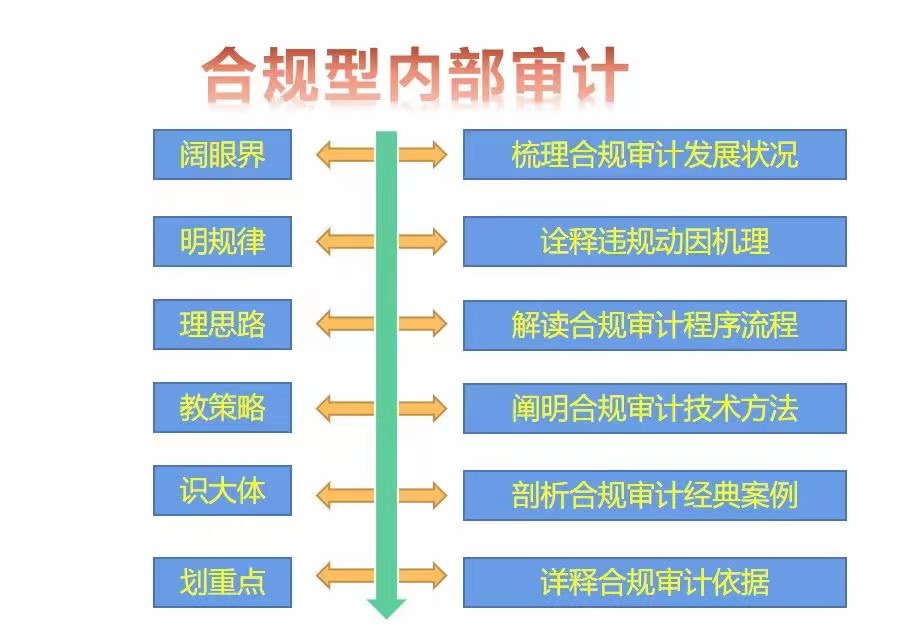 合规型内部审计
阔眼界
梳理合规审计发展状况
明规律
诠释违规动因机理
理思路
解读合规审计程序流程
教策略
阐明合规审计技术方法
识大体
剖析合规审计经典案例
划重点
详释合规审计依据